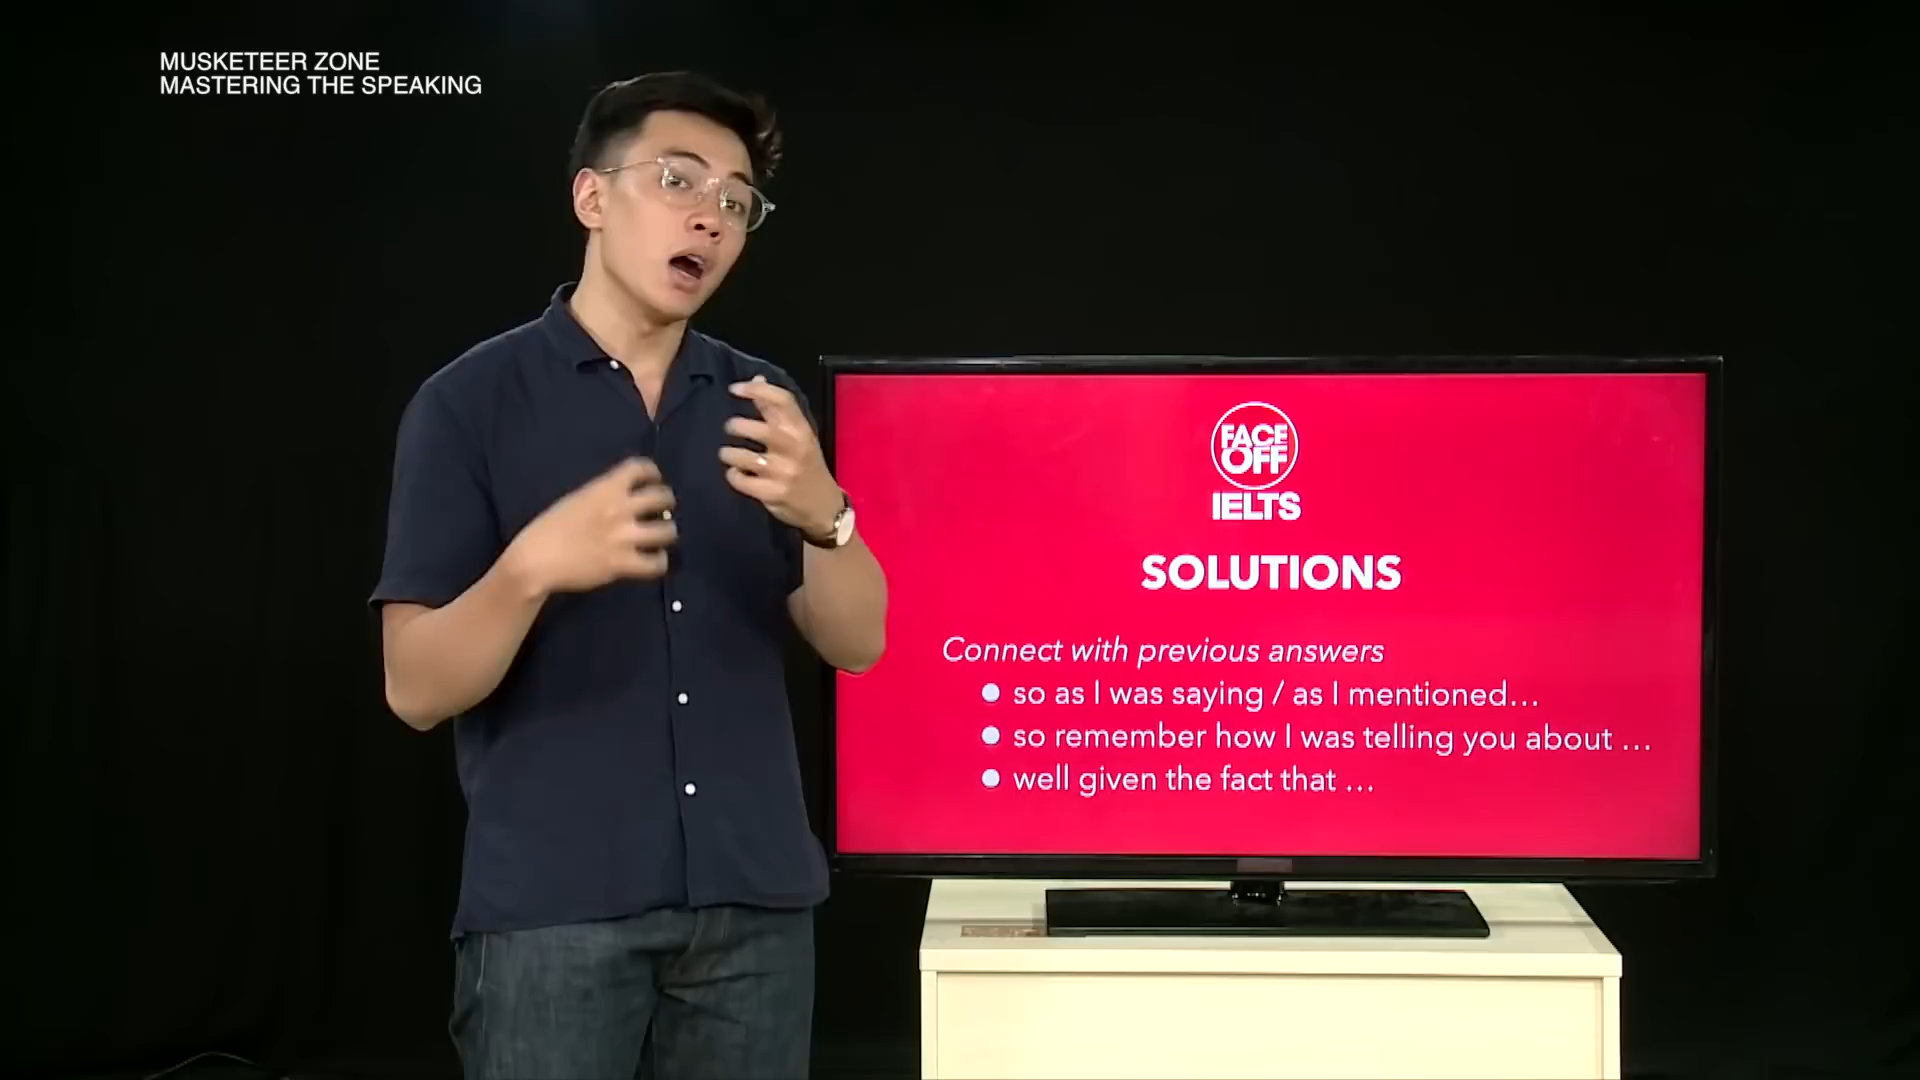 MUSKETEER ZONE
MASTERING THE SPEAKING
FACE
OFF
IELTS
SOLUTIONS
Connect with previous answers
● so as I was saying / as I mentioned...
● so remember how I was telling you about ...
● well given the fact that ...